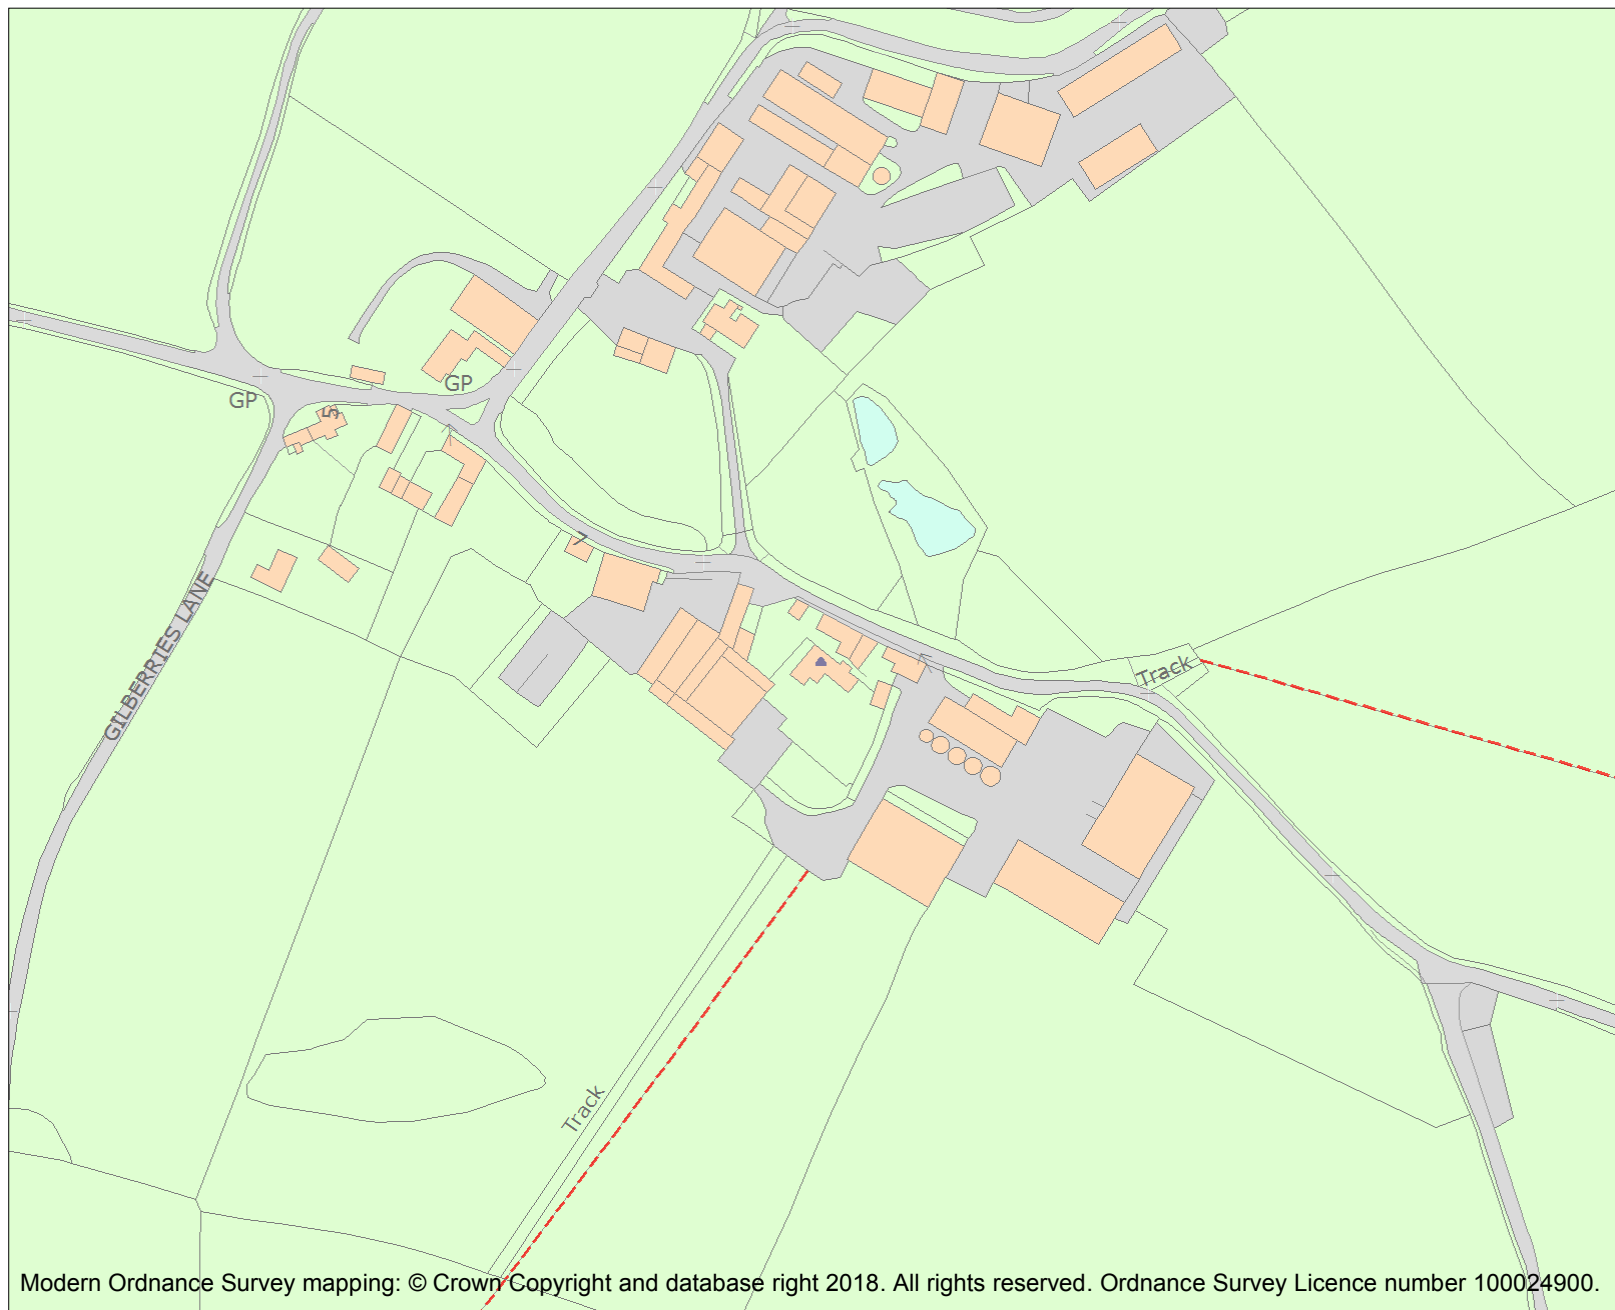 GP
GP
5
7
GILBERRIES LANE
Track
Track
Modern Ordnance Survey mapping: © Crown Copyright and database right 2018. All rights reserved. Ordnance Survey Licence number 100024900.